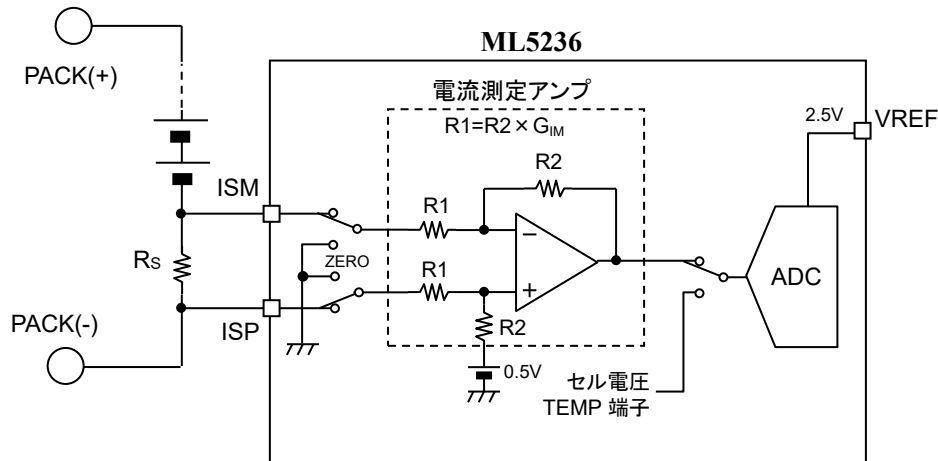 PACK(+)
ML5236
電流測定アンプ
R1=R2×GIM
2.5V
VREF
R2
ISM
R1
−
RS
ZERO
R1
+
ADC
ISP
R2
PACK(-)
0.5V
セル電圧
TEMP 端子